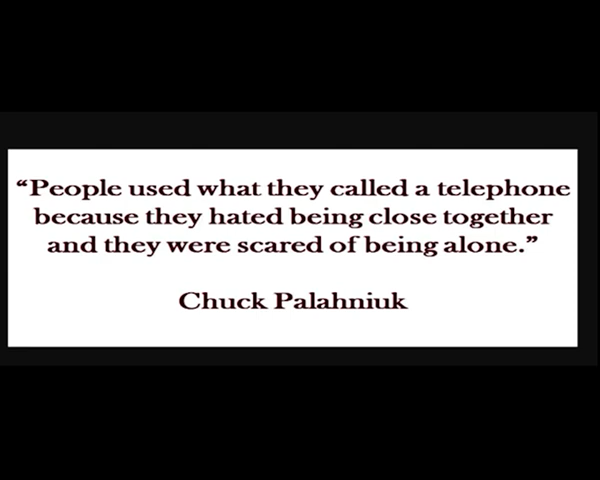 “People used what they called a telephone
because they hated being close together
and they were scared of being alone.”
Chuck Palahniuk